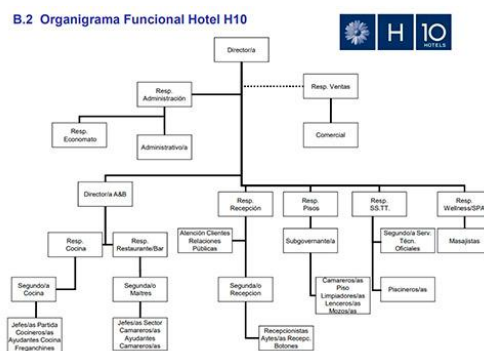 B.2 Organigrama Funcional Hotel H10
H 10
HOTELS
Director/a
Resp.
Administración
Resp. Ventas
Resp.
Economato
Administrativo/a
Comercial
Director/a A&B
Resp.
Recepción
Resp.
Pisos
Resp.
SS.TT.
Resp.
Wellness/SPA
Resp.
Cocina
Resp.
Restaurante/Bar
Atención Clientes
Relaciones
Públicas
Subgovernante/a
Segundo/a Serv.
Técn.
Oficiales
Masajistas
Segundo/a
Cocina
Segundo/o
Maitres
Segundo/o
Recepcion
Camareros/as
Piso
Limpiadores/as
Lenceros/as
Mozos/as
Placineros/as
Jefes/as Partida
Cocineros/as
Ayudantes Cocina
Freganchines
Jefes/as Sector
Camareros/as
Ayudantes
Camareros/as
Recepcionistas
Aytes/as Recepc.
Botones